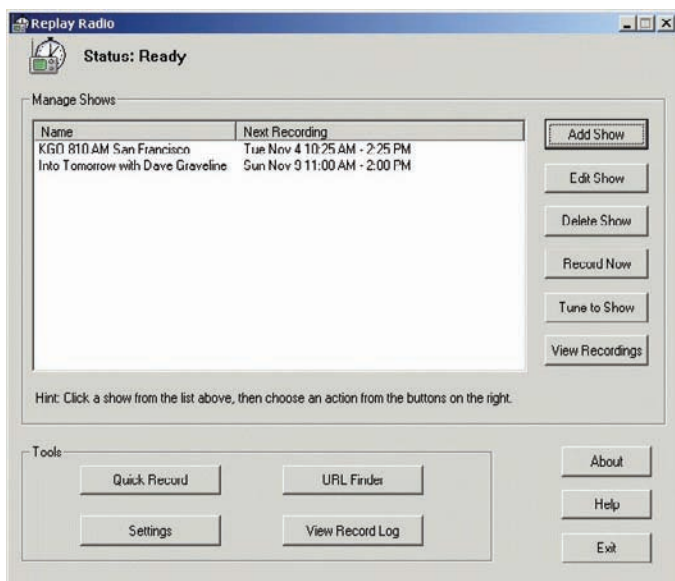 Replay Radio
Status: Ready
Manage Shows
Name Next Recording
KGO 810 AM San Francisco Tue Nov 4 10:25 AM - 2:25 PM
Into Tomorrow with Dave Graveline Sun Nov 9 11:00 AM - 2:00 PM
Add Show
Edit Show
Delete Show
Record Now
Tune to Show
View Recordings
Hint: Click a show from the list above, then choose an action from the buttons on the right.
Tools
Quick Record URL Finder
Settings View Record Log
About
Help
Exit